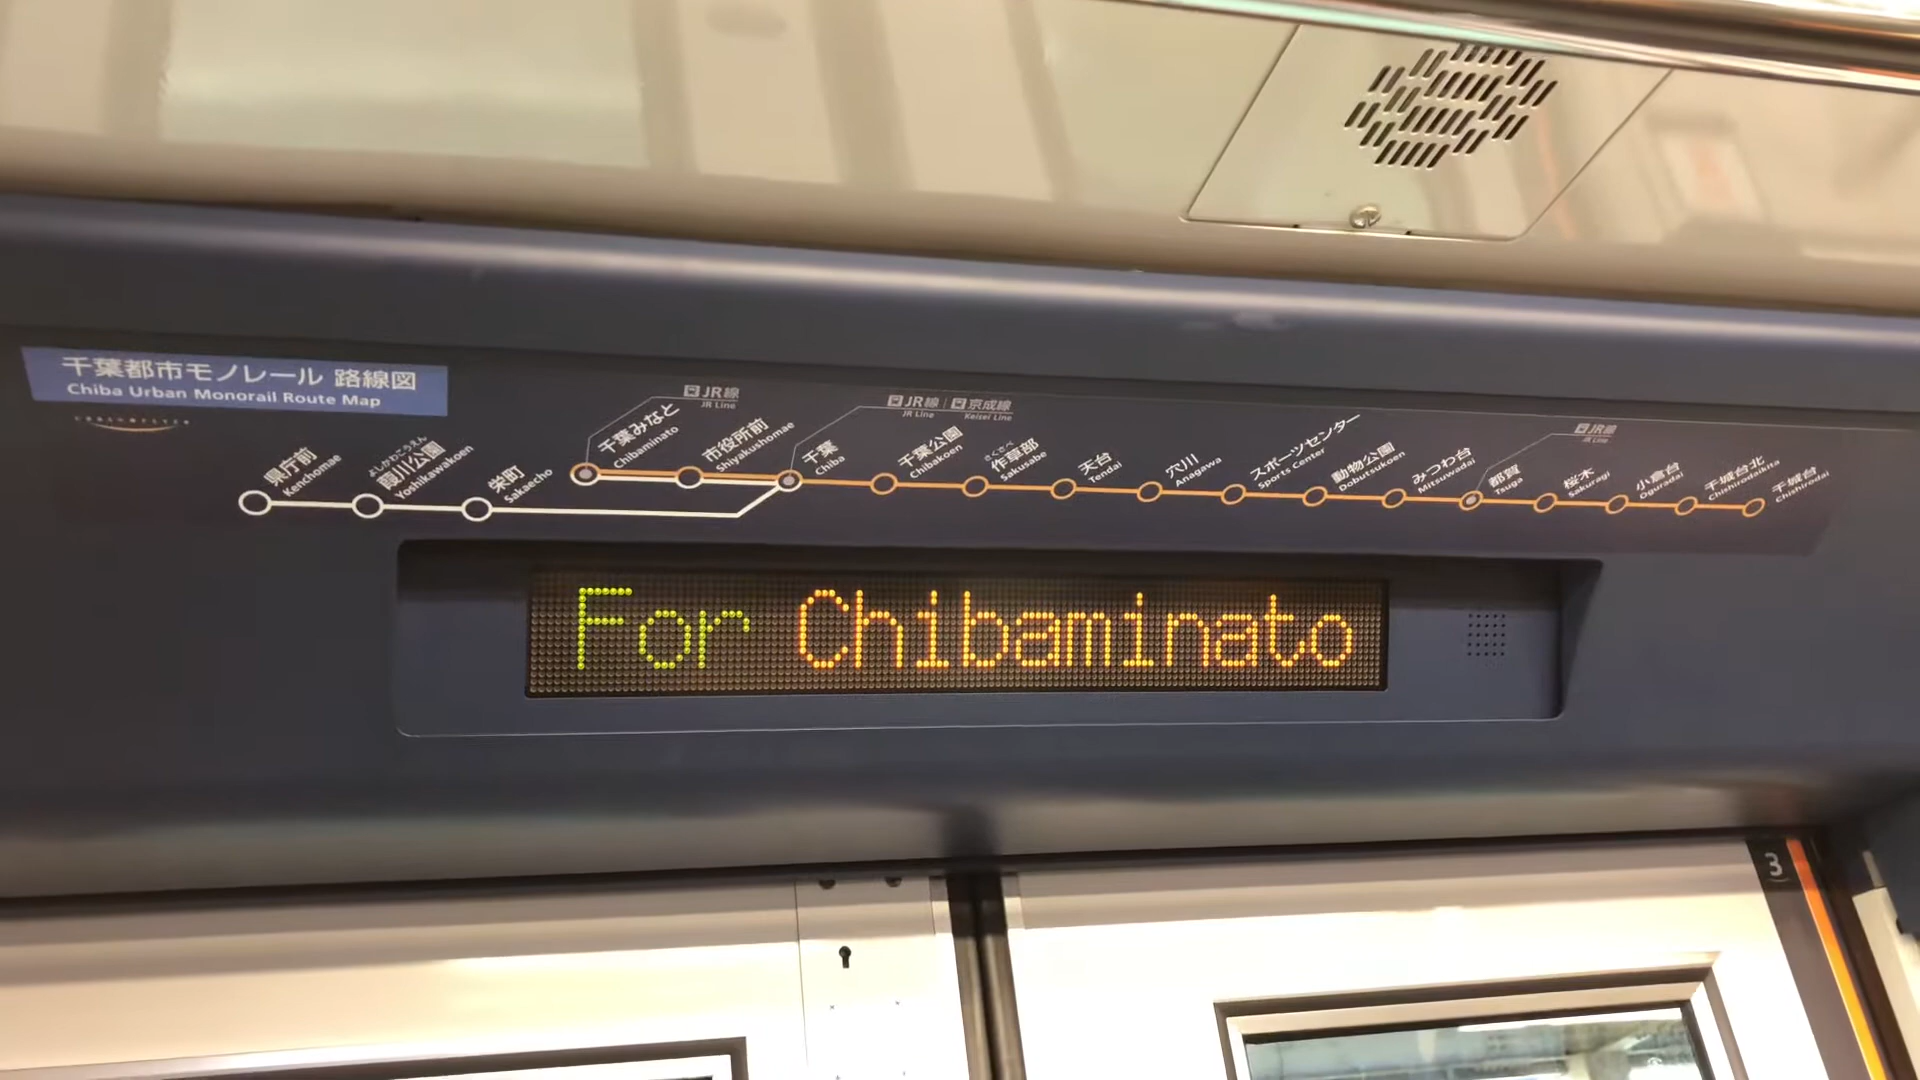 千葉都市モノレール 路線図
Chiba Urban Monorail Route Map
JR線
JR Line
JR線 | 京成線
JR Line Keisei Line
JR線
JR Line
県庁前
Kenchomae
よしかわこうえん
葭川公園
Yoshikawakoen
栄町
Sakaecho
千葉みなと
Chibaminato
市役所前
Shiyakushomae
千葉
Chiba
千葉公園
Chibakoen
さくさべ
作草部
Sakusabe
天台
Tendai
穴川
Anagawa
スポーツセンター
Sports Center
動物公園
Dobutsukoen
みつわ台
Mitsuwadai
都賀
Tsuga
桜木
Sakuragi
小倉台
Oguradai
千城台北
Chishirodaikita
千城台
Chishirodai
For Chibaminato
3